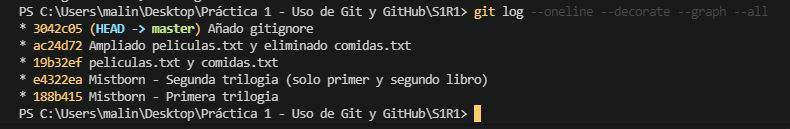 PS C:\Users\malin\Desktop\Práctica 1 - Uso de Git y GitHub\S1R1> git log --oneline --decorate --graph --all
* 3042c05 (HEAD -> master) Añado gitignore
* ac24d72 Ampliado peliculas.txt y eliminado comidas.txt
* 19b32ef peliculas.txt y comidas.txt
* e4322ea Mistborn - Segunda trilogia (solo primer y segundo libro)
* 188b415 Mistborn - Primera trilogia
PS C:\Users\malin\Desktop\Práctica 1 - Uso de Git y GitHub\S1R1>